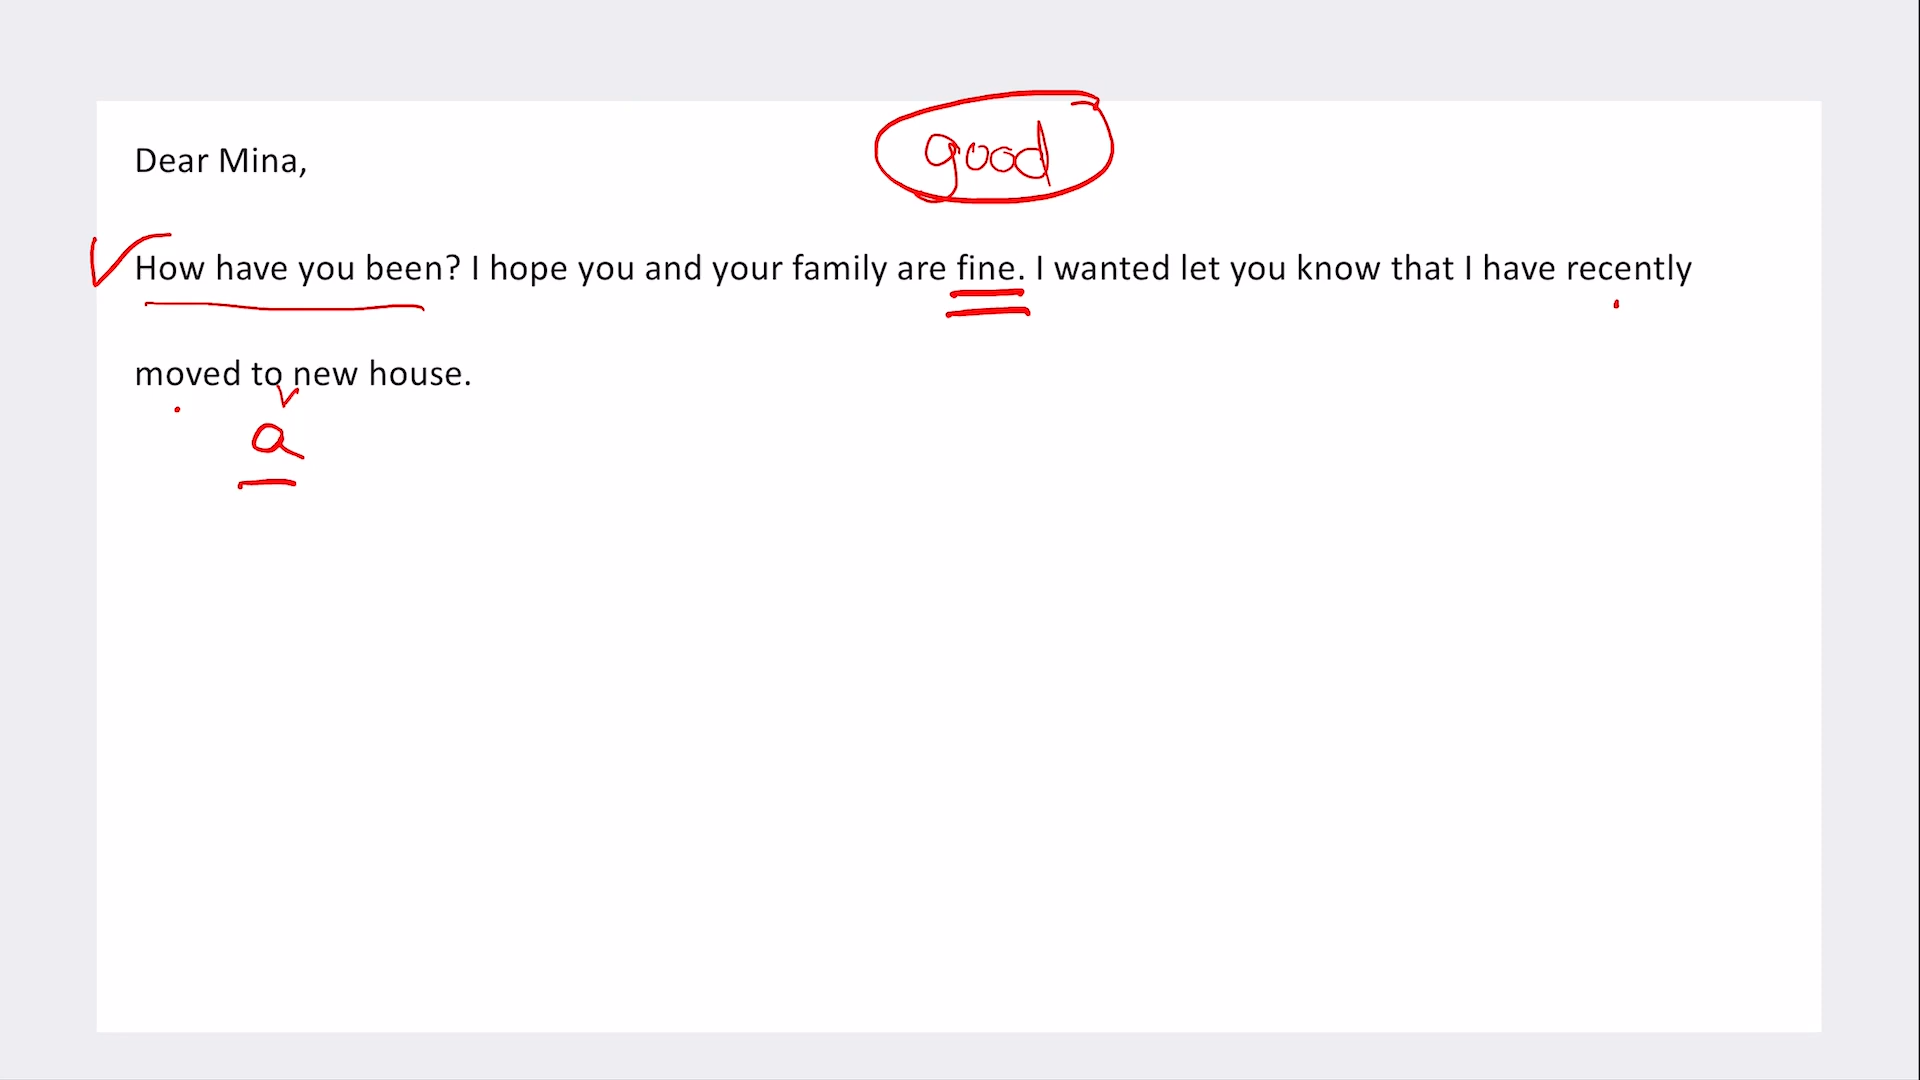 good
Dear Mina,
How have you been? I hope you and your family are fine. I wanted let you know that I have recently
moved to new house.
a